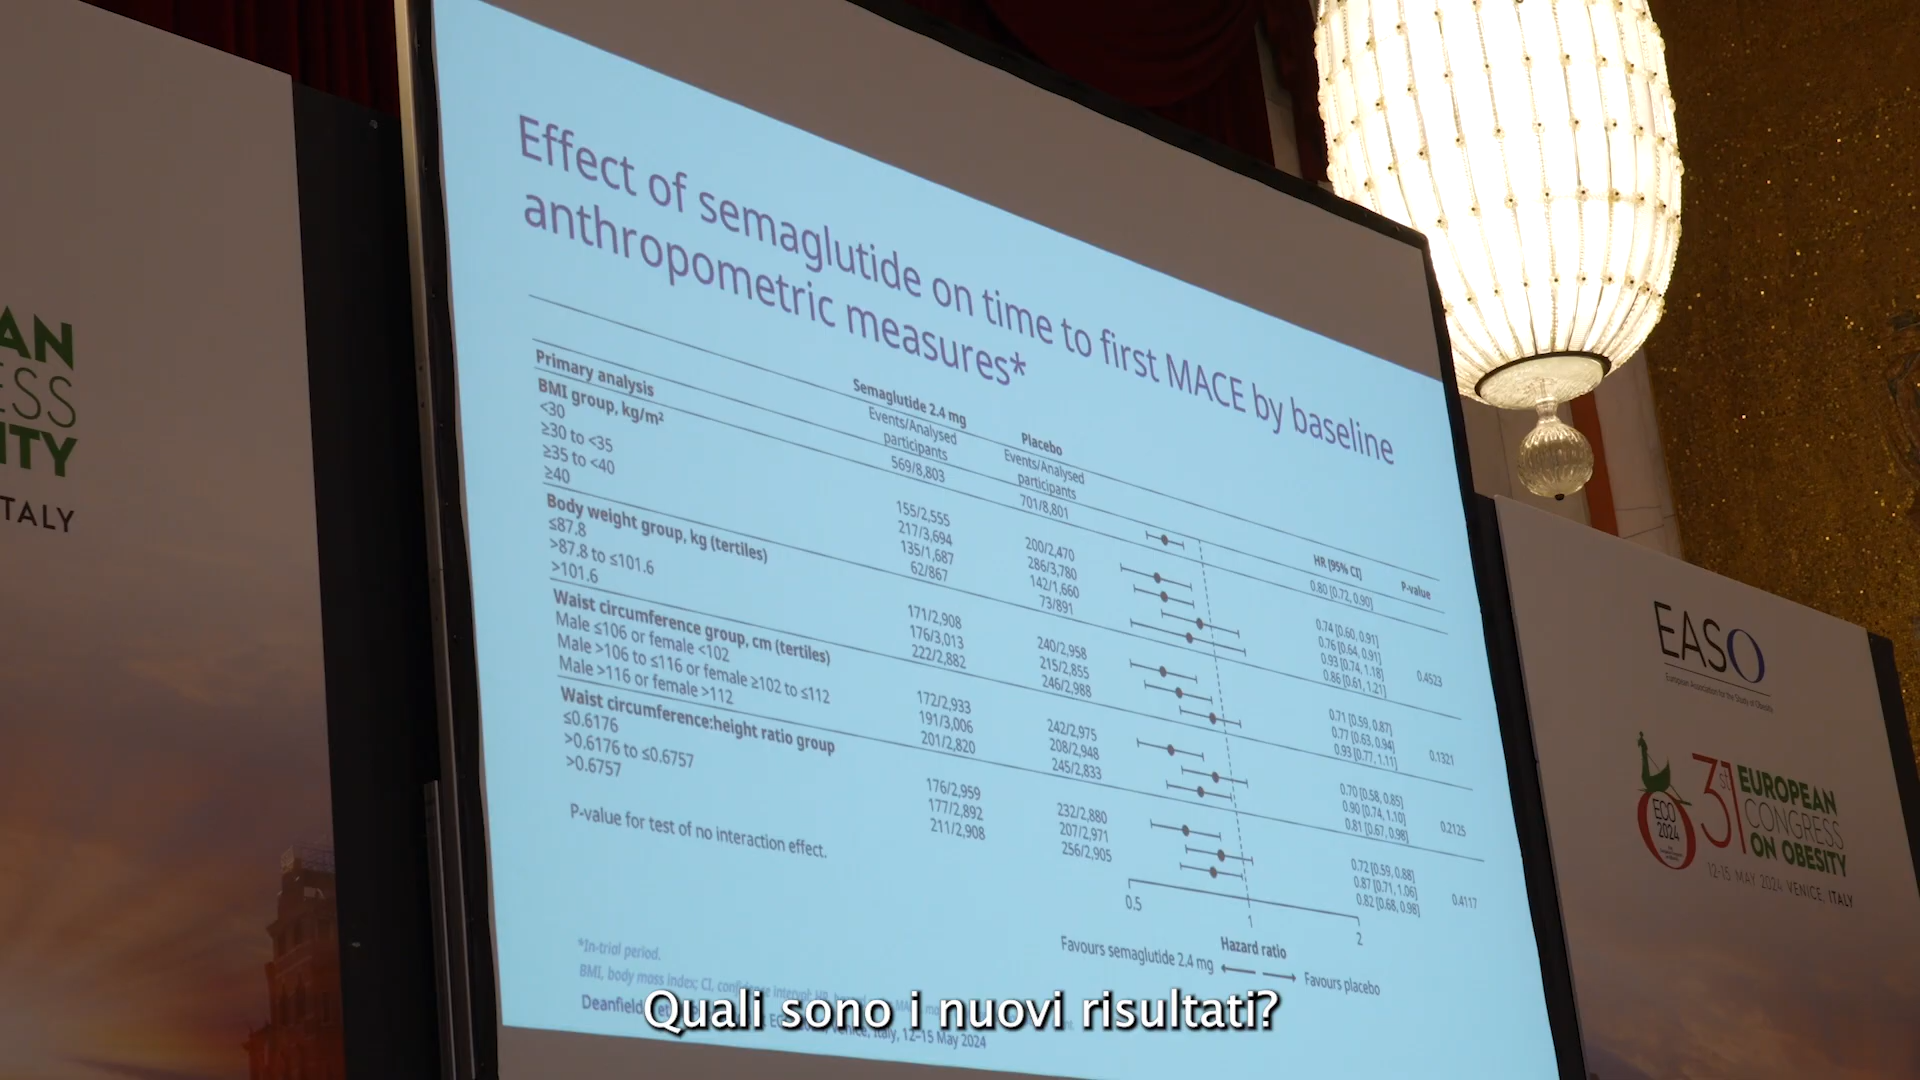 AN
ESS
ITY
TALY
Effect of semaglutide on time to first MACE by baseline
anthropometric measures*
Semaglutide 2.4 mg
Placebo
Events/Analysed
participants
Events/Analysed
participants
HR [95% CI]
P-value
Primary analysis
569/8,803
701/8,801
0.80 [0.72, 0.90]
BMI group, kg/m²
<30
155/2,555
200/2,470
0.74 [0.60, 0.91]
≥30 to <35
217/3,694
286/3,780
0.76 [0.64, 0.91]
≥35 to <40
135/1,687
142/1,660
0.93 [0.74, 1.18]
≥40
62/867
73/891
0.86 [0.61, 1.21]
0.4523
Body weight group, kg (tertiles)
≤87.8
171/2,908
240/2,958
0.71 [0.59, 0.87]
>87.8 to ≤101.6
176/3,013
215/2,855
0.77 [0.63, 0.94]
>101.6
222/2,882
246/2,988
0.93 [0.77, 1.11]
0.1321
Waist circumference group, cm (tertiles)
Male ≤106 or female <102
172/2,933
242/2,975
0.70 [0.58, 0.85]
Male >106 to ≤116 or female ≥102 to ≤112
191/3,006
208/2,948
0.90 [0.74, 1.10]
Male >116 or female >112
201/2,820
245/2,833
0.81 [0.67, 0.98]
0.2125
Waist circumference:height ratio group
≤0.6176
176/2,959
232/2,880
0.72 [0.59, 0.88]
>0.6176 to ≤0.6757
177/2,892
207/2,971
0.87 [0.71, 1.06]
>0.6757
211/2,908
256/2,905
0.82 [0.68, 0.98]
0.4117
P-value for test of no interaction effect.
0.5
1
2
Hazard ratio
Favours semaglutide 2.4 mg
Favours placebo
*In-trial period.
BMI, body mass index; CI,
Deanfield Italy, 12–15 May 2024
Quali sono i nuovi risultati?
EASO
European Association for the Study of Obesity
ECO
2024
31st EUROPEAN
CONGRESS
ON OBESITY
12-15 MAY 2024 VENICE, ITALY